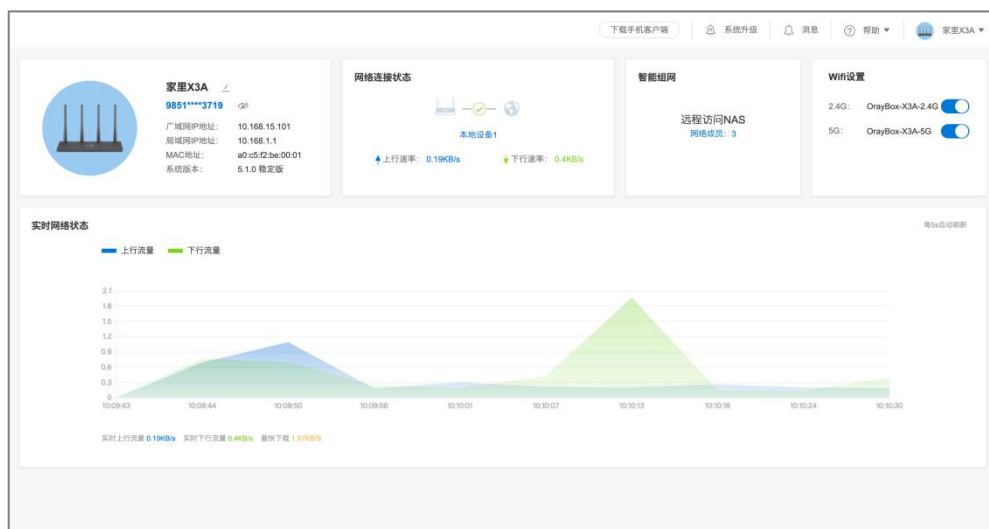 下载手机客户端 系统升级 消息 帮助 家里X3A
家里X3A
9851****3719
广域网IP地址: 10.168.15.101
局域网IP地址: 10.168.1.1
MAC地址: a0:c5:f2:be:00:01
系统版本: 5.1.0 稳定版
网络连接状态
本地设备1
上行速率: 0.19KB/s 下行速率: 0.4KB/s
智能组网
远程访问NAS
网络成员: 3
Wifi设置
2.4G: OrayBox-X3A-2.4G
5G: OrayBox-X3A-5G
实时网络状态
每5s自动刷新
上行流量 下行流量
2.1
1.8
1.5
1.2
0.9
0.6
0.3
0
10:09:43 10:09:44 10:09:50 10:09:56 10:10:01 10:10:07 10:10:13 10:10:18 10:10:24 10:10:30
实时上行流量 0.19KB/s 实时下行流量 0.4KB/s 最快下载 1.97KB/S